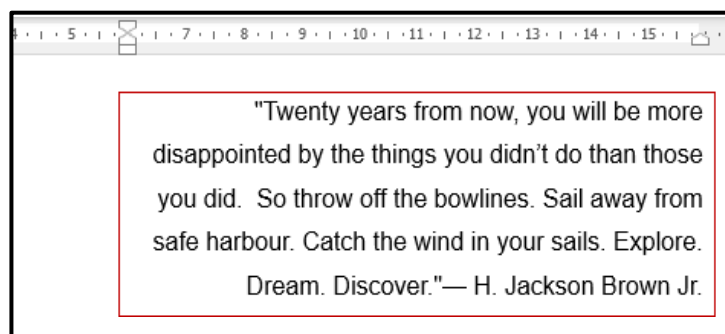 4 5 7 8 9 10 11 12 13 14 15
"Twenty years from now, you will be more
disappointed by the things you didn’t do than those
you did.  So throw off the bowlines. Sail away from
safe harbour. Catch the wind in your sails. Explore.
Dream. Discover."— H. Jackson Brown Jr.